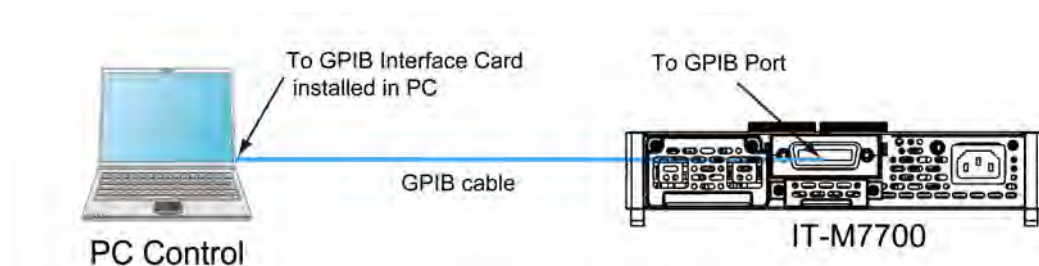 To GPIB Interface Card
installed in PC
To GPIB Port
GPIB cable
IT-M7700
PC Control